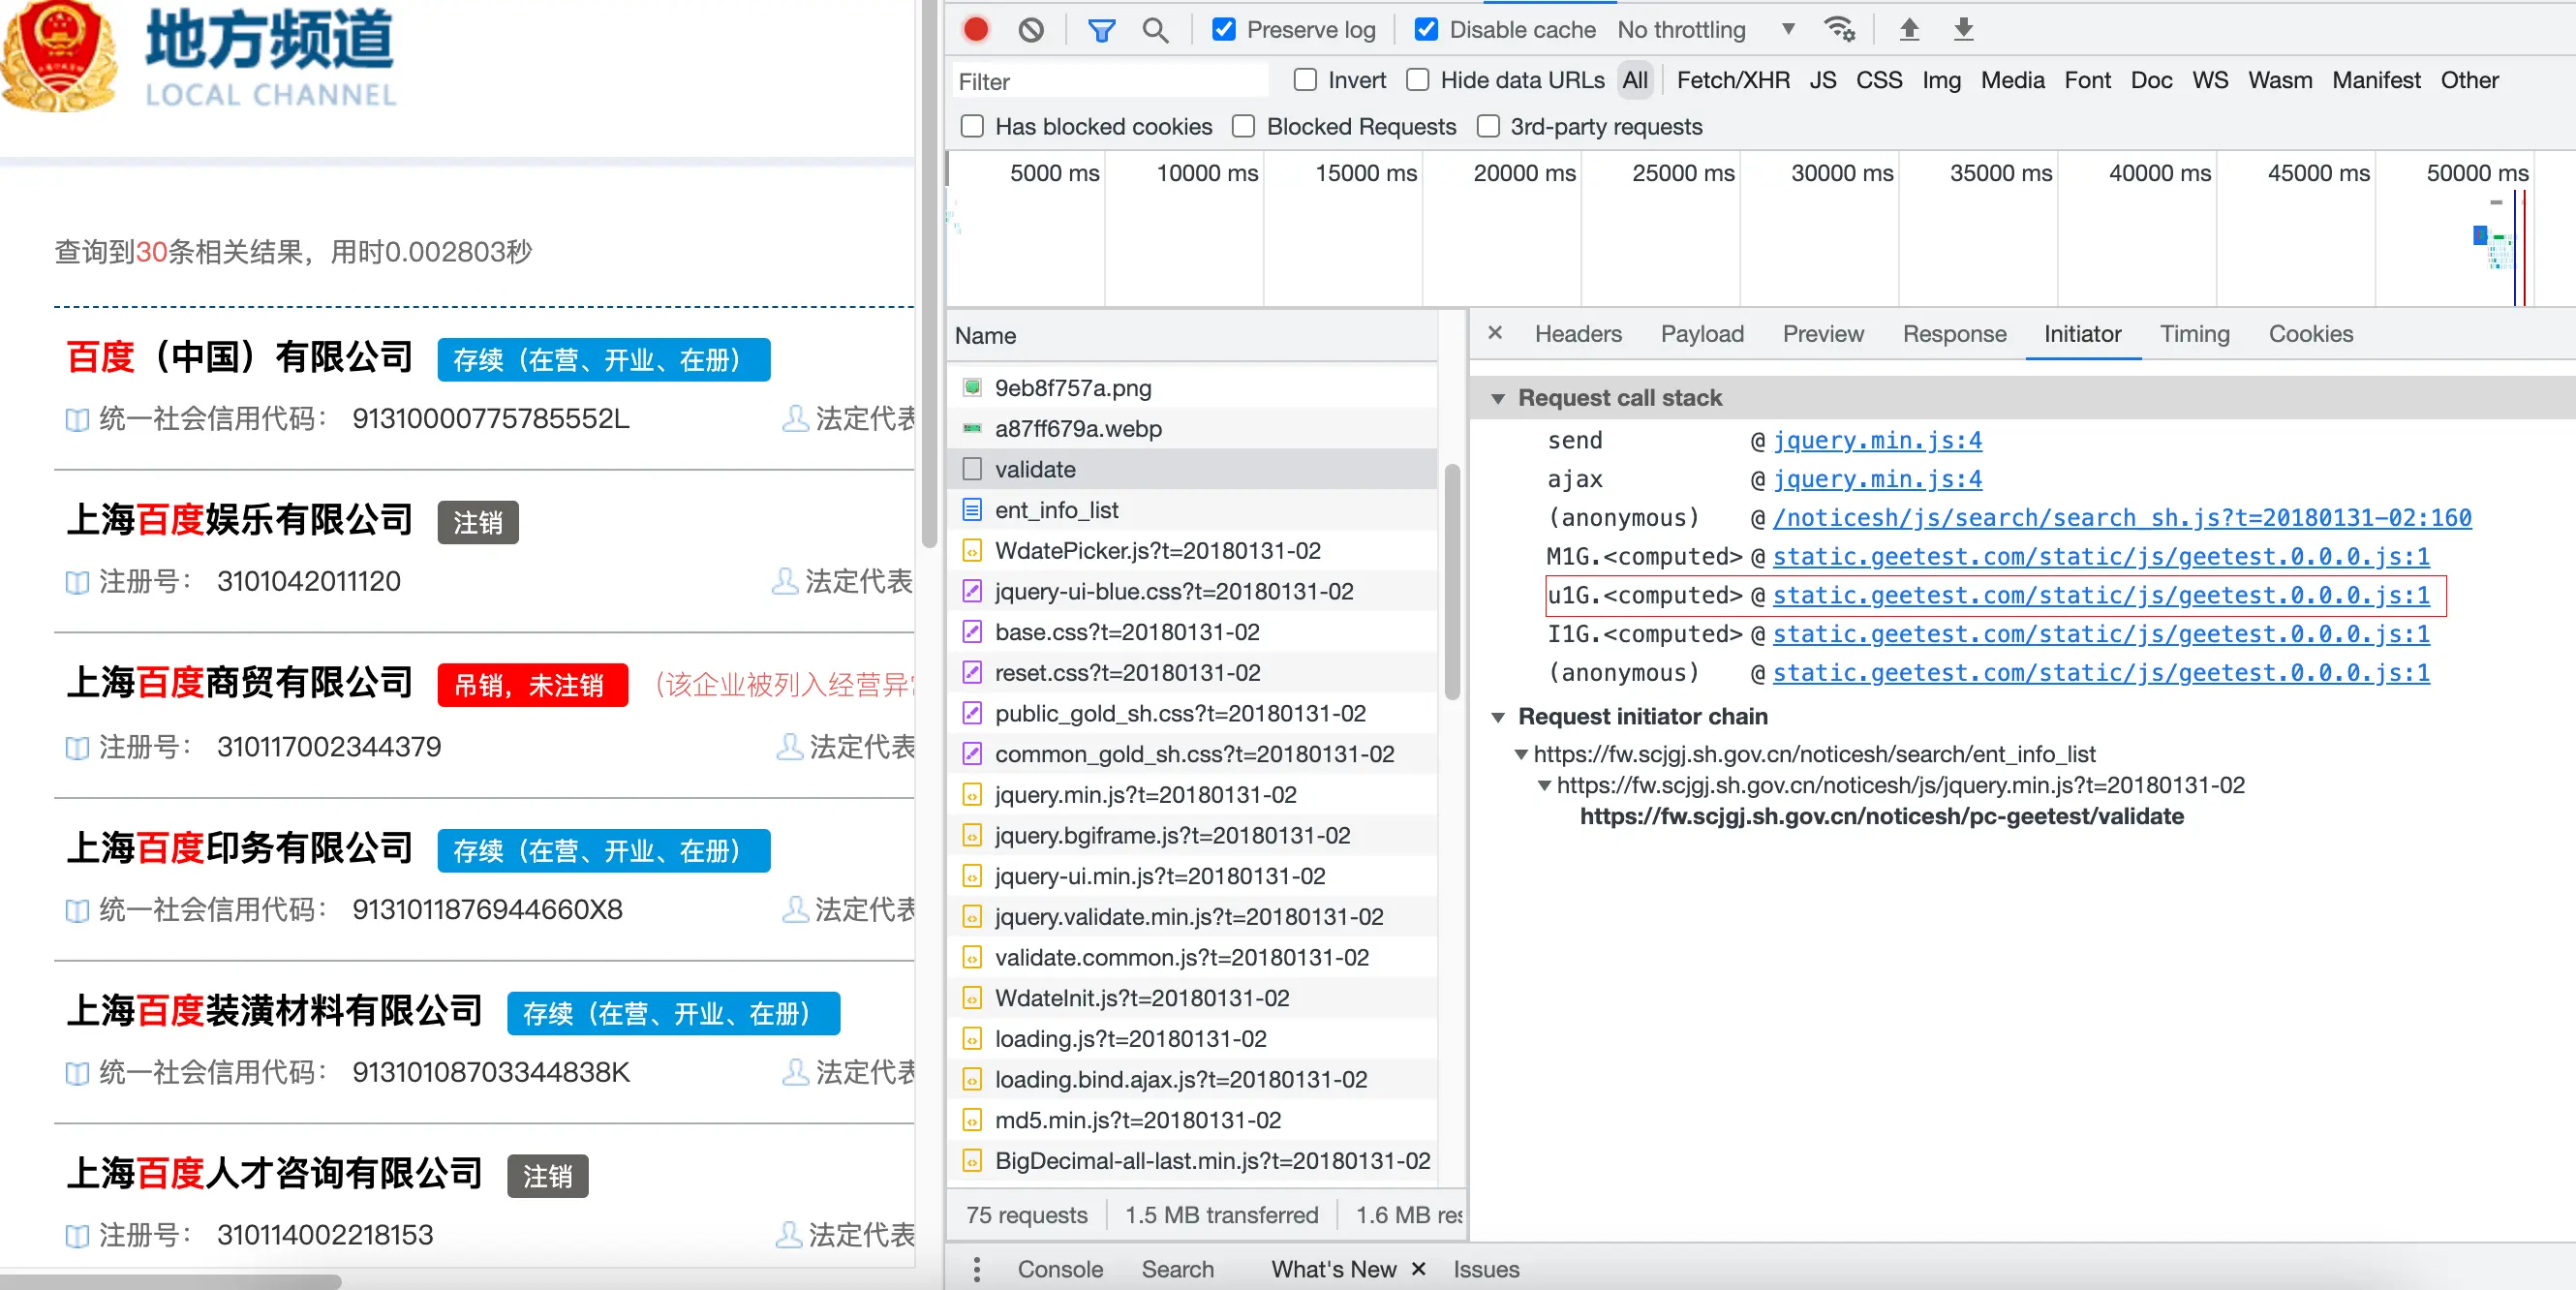 地方频道
LOCAL CHANNEL
查询到30条相关结果，用时0.002803秒
百度（中国）有限公司 存续（在营、开业、在册）
统一社会信用代码： 91310000775785552L 法定代表
上海百度娱乐有限公司 注销
注册号： 3101042011120 法定代表
上海百度商贸有限公司 吊销，未注销 （该企业被列入经营异常
注册号： 310117002344379 法定代表
上海百度印务有限公司 存续（在营、开业、在册）
统一社会信用代码： 9131011876944660X8 法定代表
上海百度装潢材料有限公司 存续（在营、开业、在册）
统一社会信用代码： 91310108703344838K 法定代表
上海百度人才咨询有限公司 注销
注册号： 310114002218153 法定代表
Preserve log Disable cache No throttling
Filter Invert Hide data URLs All Fetch/XHR JS CSS Img Media Font Doc WS Wasm Manifest Other
Has blocked cookies Blocked Requests 3rd-party requests
5000 ms 10000 ms 15000 ms 20000 ms 25000 ms 30000 ms 35000 ms 40000 ms 45000 ms 50000 ms
Name
9eb8f757a.png
a87ff679a.webp
validate
ent_info_list
WdatePicker.js?t=20180131-02
jquery-ui-blue.css?t=20180131-02
base.css?t=20180131-02
reset.css?t=20180131-02
public_gold_sh.css?t=20180131-02
common_gold_sh.css?t=20180131-02
jquery.min.js?t=20180131-02
jquery.bgiframe.js?t=20180131-02
jquery-ui.min.js?t=20180131-02
jquery.validate.min.js?t=20180131-02
validate.common.js?t=20180131-02
WdateInit.js?t=20180131-02
loading.js?t=20180131-02
loading.bind.ajax.js?t=20180131-02
md5.min.js?t=20180131-02
BigDecimal-all-last.min.js?t=20180131-02
75 requests 1.5 MB transferred 1.6 MB res
× Headers Payload Preview Response Initiator Timing Cookies
Request call stack
send @ jquery.min.js:4
ajax @ jquery.min.js:4
(anonymous) @ /noticesh/js/search/search_sh.js?t=20180131-02:160
M1G.<computed> @ static.geetest.com/static/js/geetest.0.0.0.js:1
u1G.<computed> @ static.geetest.com/static/js/geetest.0.0.0.js:1
I1G.<computed> @ static.geetest.com/static/js/geetest.0.0.0.js:1
(anonymous) @ static.geetest.com/static/js/geetest.0.0.0.js:1
Request initiator chain
https://fw.scjgj.sh.gov.cn/noticesh/search/ent_info_list
https://fw.scjgj.sh.gov.cn/noticesh/js/jquery.min.js?t=20180131-02
https://fw.scjgj.sh.gov.cn/noticesh/pc-geetest/validate
Console Search What's New × Issues